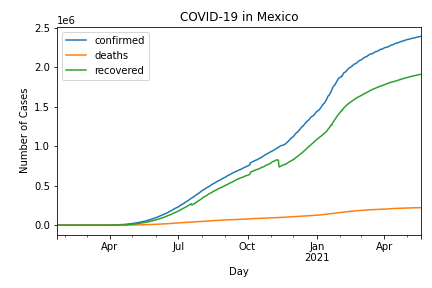 COVID-19 in Mexico
1e6
confirmed
deaths
recovered
2.5
2.0
1.5
1.0
0.5
0.0
Number of Cases
Apr Jul Oct Jan Apr
2021
Day